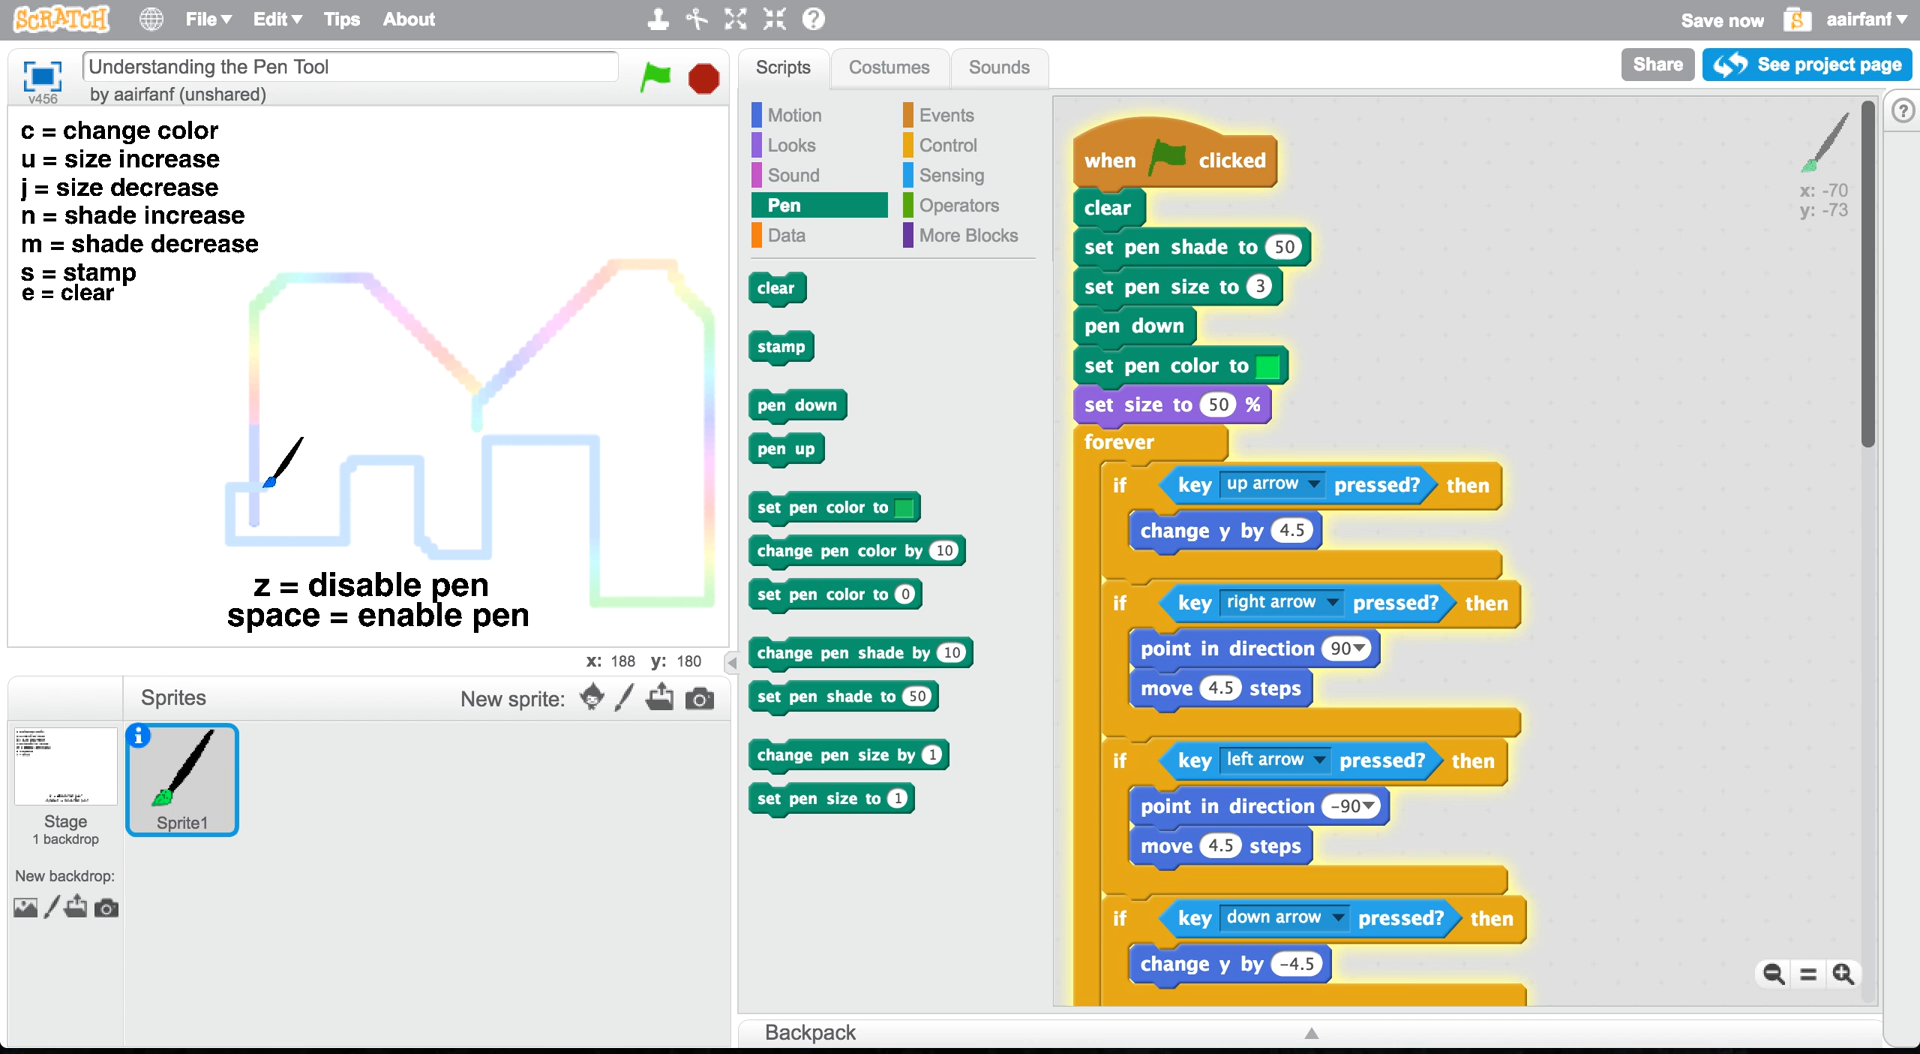 SCRATCH File▾ Edit▾ Tips About Save now S aairfanf ▾
v456
Understanding the Pen Tool
by aairfanf (unshared)
c = change color
u = size increase
j = size decrease
n = shade increase
m = shade decrease
s = stamp
e = clear
z = disable pen
space = enable pen
x: 188 y: 180
Sprites New sprite:
Stage
1 backdrop
New backdrop:
i
Sprite1
Scripts Costumes Sounds
Share See project page
Motion Events
Looks Control
Sound Sensing
Pen Operators
Data More Blocks
clear
stamp
pen down
pen up
set pen color to
change pen color by 10
set pen color to 0
change pen shade by 10
set pen shade to 50
change pen size by 1
set pen size to 1
when clicked
clear
set pen shade to 50
set pen size to 3
pen down
set pen color to
set size to 50 %
forever
if key up arrow pressed? then
change y by 4.5
if key right arrow pressed? then
point in direction 90▾
move 4.5 steps
if key left arrow pressed? then
point in direction -90▾
move 4.5 steps
if key down arrow pressed? then
change y by -4.5
x: -70
y: -73
?
Backpack